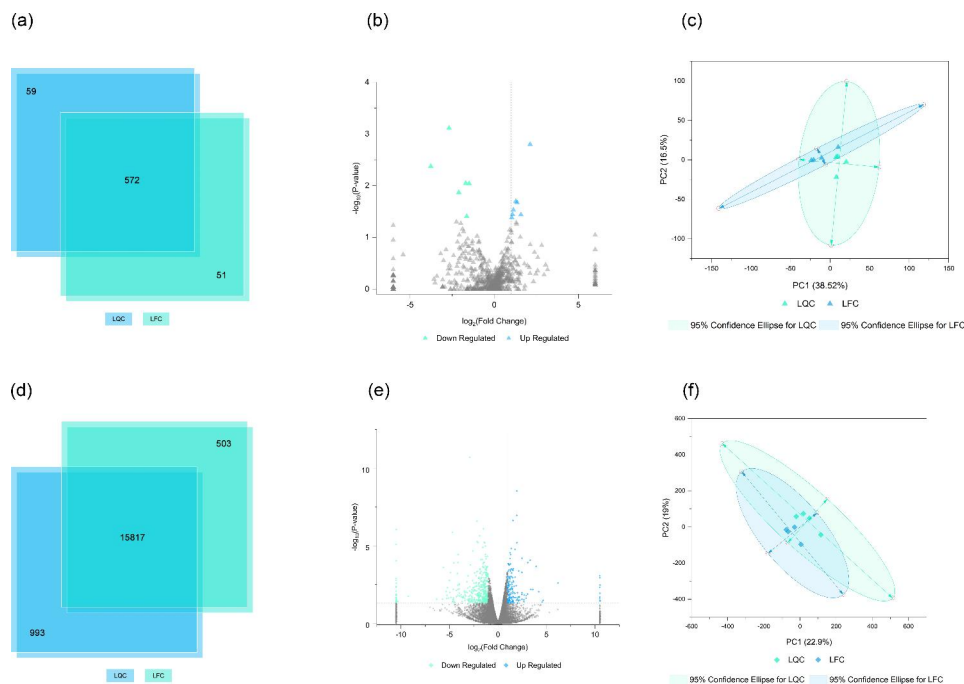 (a)
59
572
51
LQC LFC
(b)
4
3
2
1
0
-log10(P-value)
-5 0 5
log2(Fold Change)
Down Regulated Up Regulated
(c)
100
50
0
-50
-100
PC2 (16.5%)
-150 -100 -50 0 50 100 150
PC1 (38.52%)
LQC LFC
95% Confidence Ellipse for LQC 95% Confidence Ellipse for LFC
(d)
503
15817
993
LQC LFC
(e)
10
5
0
-log10(P-value)
-10 -5 0 5 10
log2(Fold Change)
Down Regulated Up Regulated
(f)
600
400
200
0
-200
-400
PC2 (19%)
-600 -400 -200 0 200 400 600
PC1 (22.9%)
LQC LFC
95% Confidence Ellipse for LQC 95% Confidence Ellipse for LFC